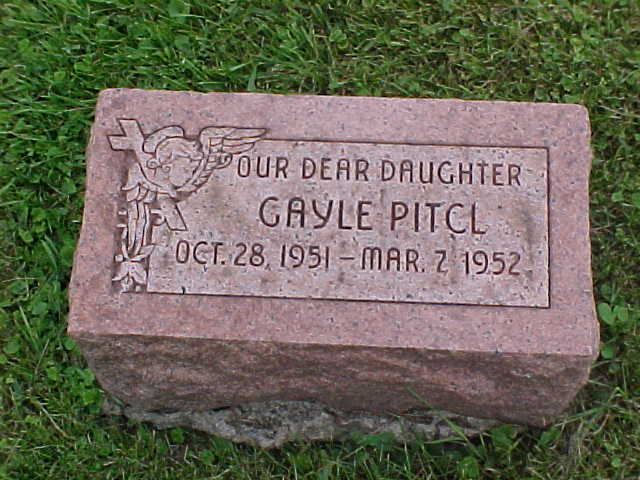 OUR DEAR DAUGHTER
GAYLE PITCL
OCT. 28, 1951 - MAR. 7, 1952